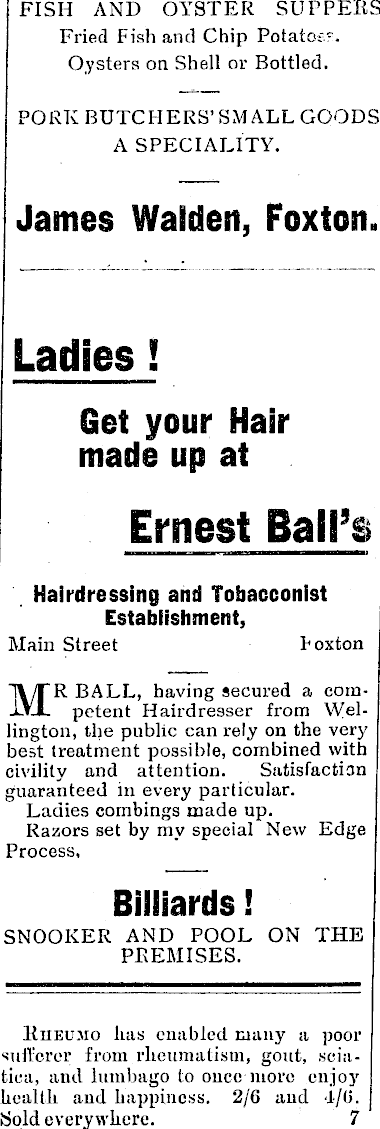 FISH AND OYSTER SUPPERS
Fried Fish and Chip Potatoes.
Oysters on Shell or Bottled.
PORK BUTCHERS' SMALL GOODS
A SPECIALITY.
James Walden, Foxton.
Ladies !
Get your Hair
made up at
Ernest Ball's
Hairdressing and Tobacconist
Establishment,
Main Street Foxton
MR BALL, having secured a com-
petent Hairdresser from Wel-
lington, the public can rely on the very
best treatment possible, combined with
civility and attention. Satisfaction
guaranteed in every particular.
Ladies combings made up.
Razors set by my special New Edge
Process,
Billiards !
SNOOKER AND POOL ON THE
PREMISES.
RHEUMO has enabled many a poor
sufferer from rheumatism, gout, scia-
tica, and lumbago to once more enjoy
health and happiness. 2/6 and 4/6.
Sold everywhere. 7